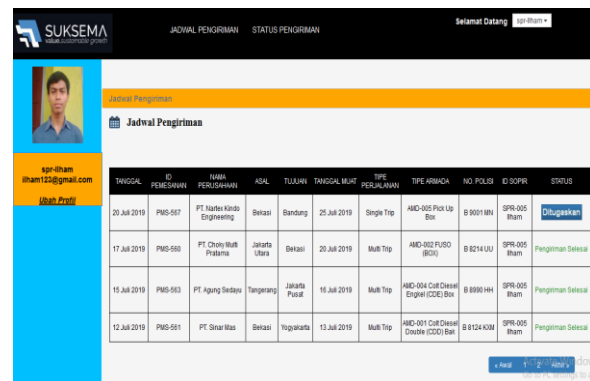 SUKSEMA
value.sustainable growth
JADWAL PENGIRIMAN STATUS PENGIRIMAN
Selamat Datang spr-Ilham
Jadwal Pengiriman
Jadwal Pengiriman
spr-Ilham
ilham123@gmail.com
Ubah Profil
TANGGAL ID PEMESANAN NAMA PERUSAHAAN ASAL TUJUAN TANGGAL MUAT TIPE PERJALANAN TIPE ARMADA NO. POLISI ID SOPIR STATUS
20 Juli 2019 PMS-567 PT. Nartex Kindo Engineering Bekasi Bandung 25 Juli 2019 Single Trip AMD-005 Pick Up Box B 9001 MN SPR-005 Ilham Ditugaskan
17 Juli 2019 PMS-560 PT. Choky Multi Pratama Jakarta Utara Bekasi 20 Juli 2019 Multi Trip AMD-002 FUSO (BOX) B 8214 UU SPR-005 Ilham Pengiriman Selesai
15 Juli 2019 PMS-563 PT. Agung Sedayu Tangerang Jakarta Pusat 16 Juli 2019 Multi Trip AMD-004 Colt Diesel Engkel (CDE) Box B 8990 HH SPR-005 Ilham Pengiriman Selesai
12 Juli 2019 PMS-561 PT. Sinar Mas Bekasi Yogyakarta 13 Juli 2019 Multi Trip AMD-001 Colt Diesel Double (CDD) Bak B 8124 KXM SPR-005 Ilham Pengiriman Selesai
« Awal 1 2 Akhir »